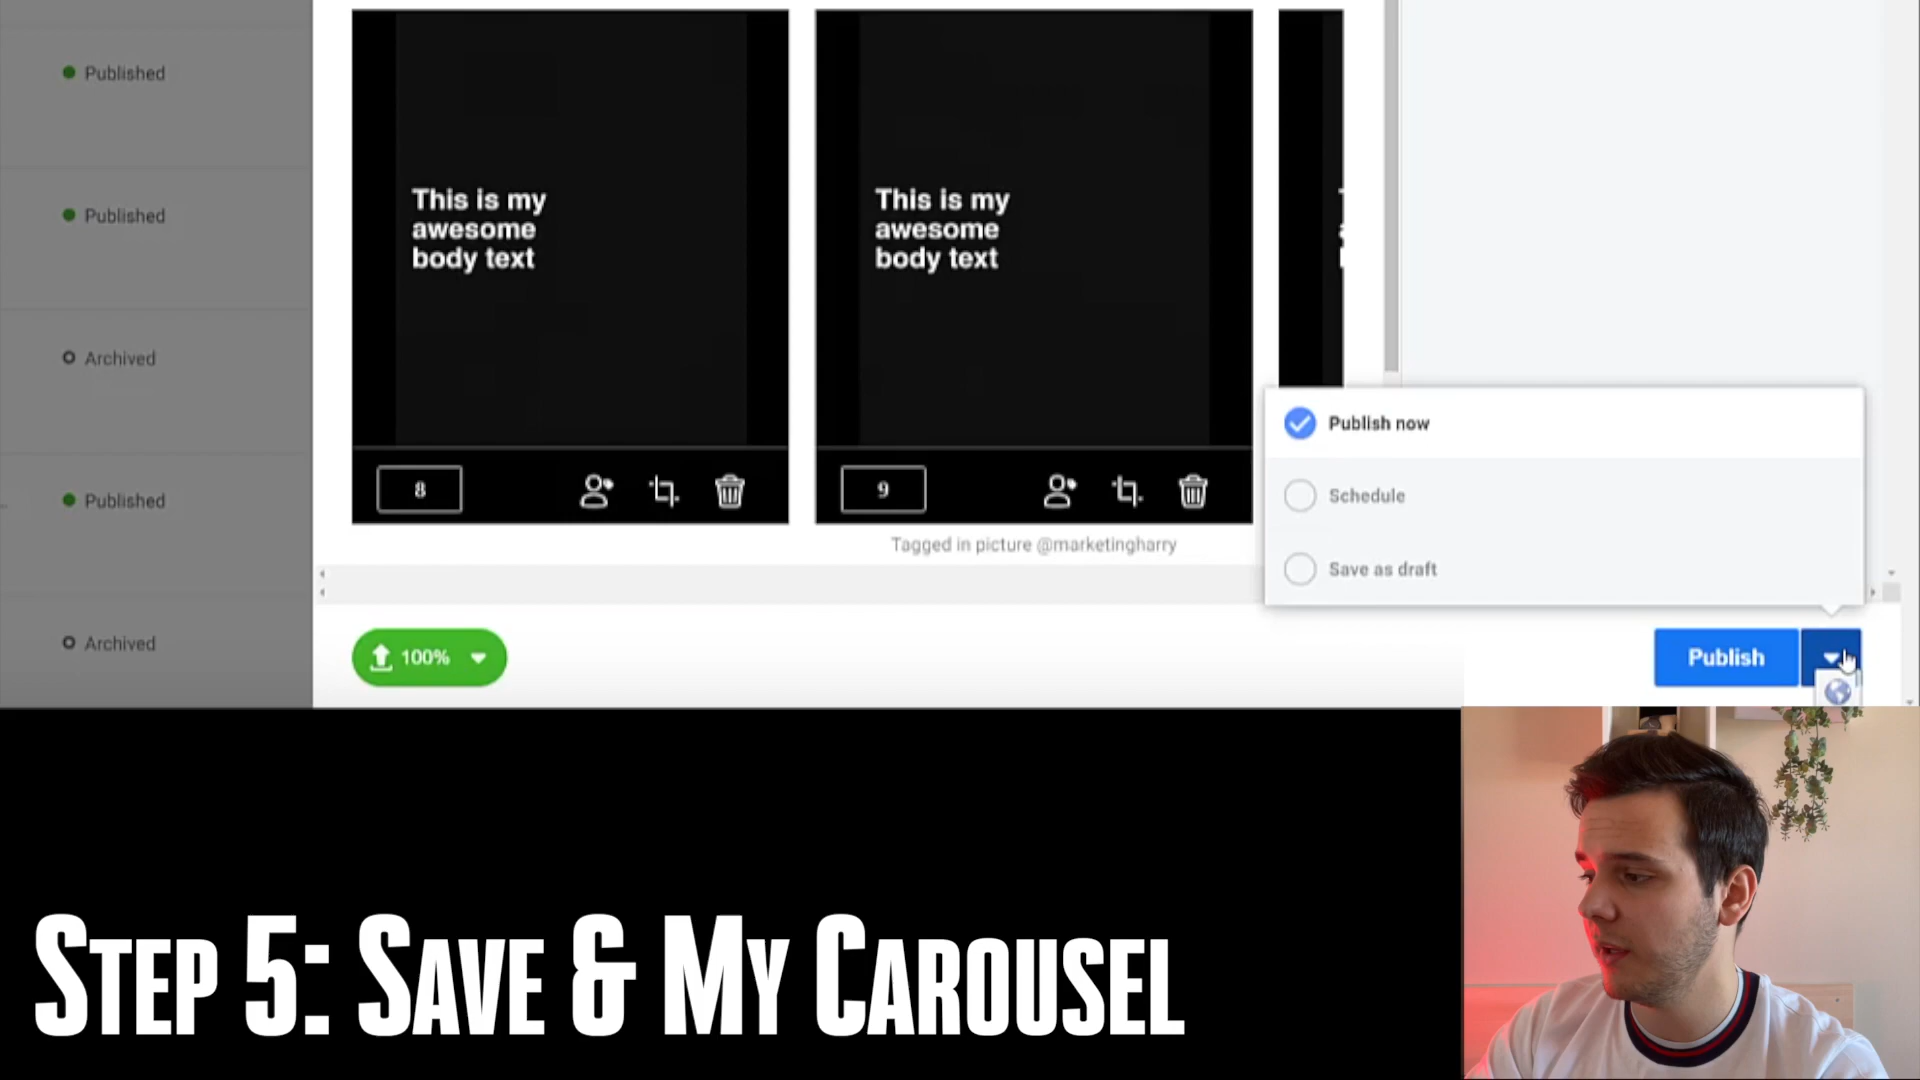 Published
Published
Archived
Published
Archived
This is my
awesome
body text
8
This is my
awesome
body text
9
Tagged in picture @marketingharry
Publish now
Schedule
Save as draft
100%
Publish
STEP 5: SAVE & MY CAROUSEL